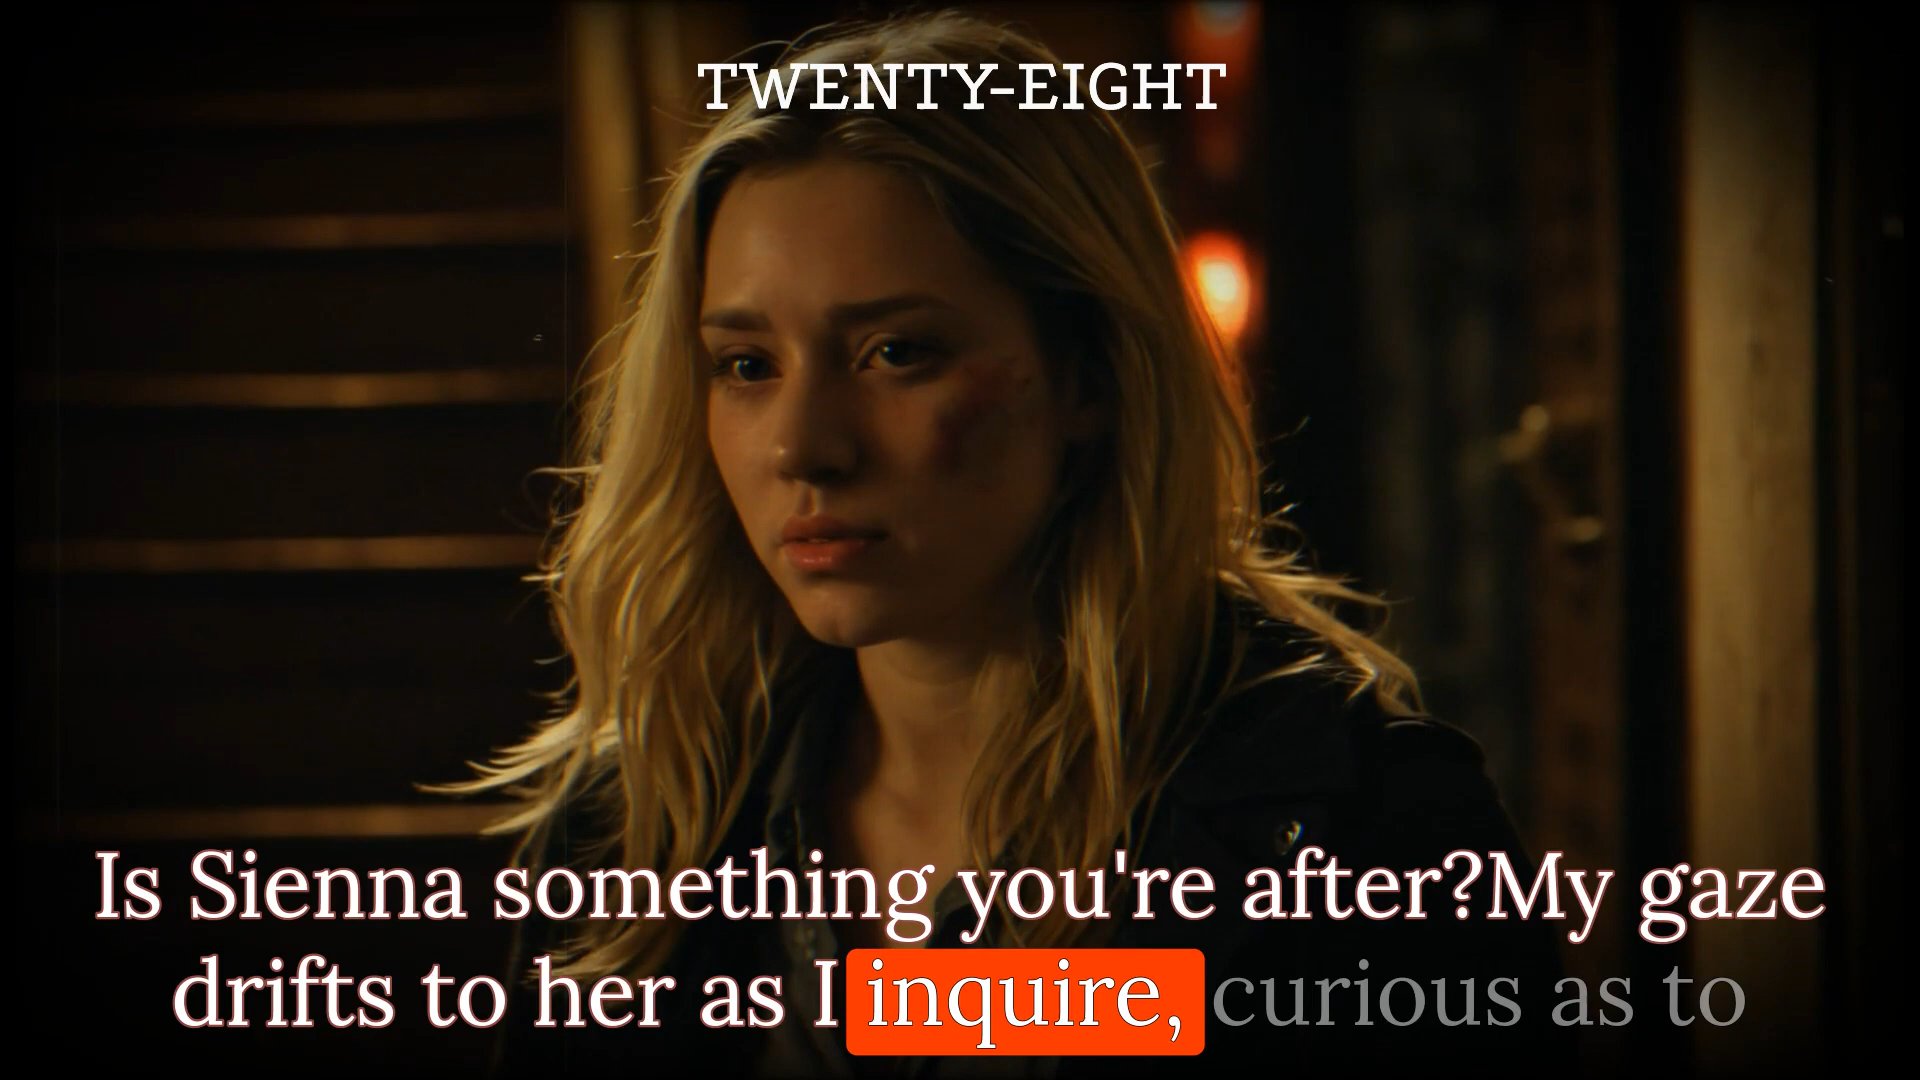 TWENTY-EIGHT
Is Sienna something you're after?My gaze
drifts to her as I inquire, curious as to